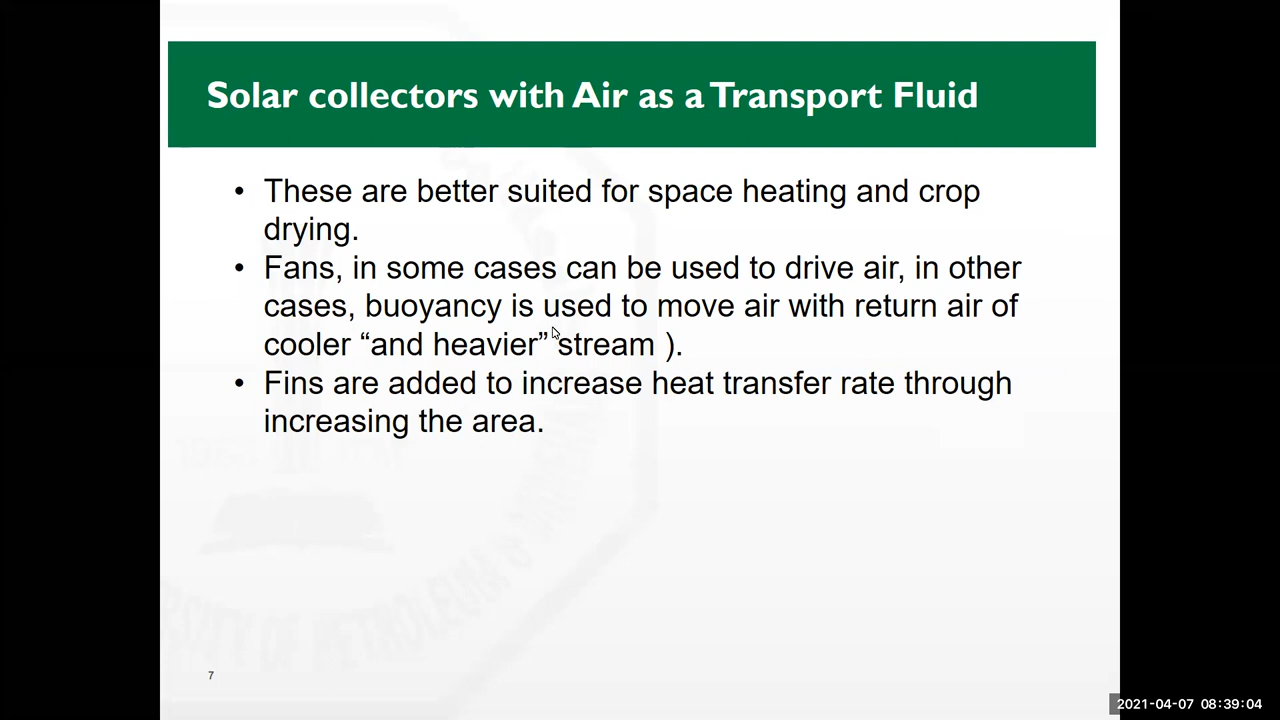 Solar collectors with Air as a Transport Fluid
• These are better suited for space heating and crop
drying.
• Fans, in some cases can be used to drive air, in other
cases, buoyancy is used to move air with return air of
cooler “and heavier” stream ).
• Fins are added to increase heat transfer rate through
increasing the area.
7
2021-04-07 08:39:04